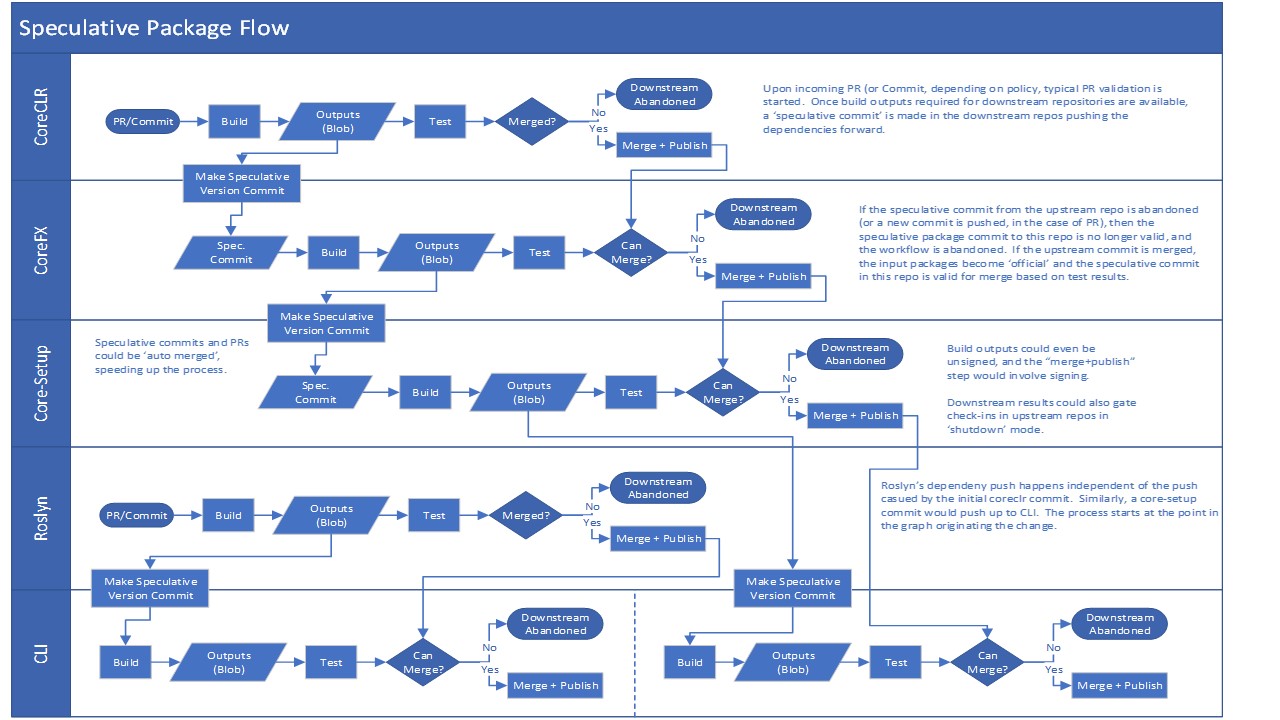 Speculative Package Flow
CoreCLR
PR/Commit
Build
Outputs
(Blob)
Test
Merged?
No
Yes
Downstream
Abandoned
Merge + Publish
Upon incoming PR (or Commit, depending on policy, typical PR validation is
started. Once build outputs required for downstream repositories are available,
a ‘speculative commit’ is made in the downstream repos pushing the
dependencies forward.
Make Speculative
Version Commit
CoreFX
Spec.
Commit
Build
Outputs
(Blob)
Test
Can
Merge?
No
Yes
Downstream
Abandoned
Merge + Publish
If the speculative commit from the upstream repo is abandoned
(or a new commit is pushed, in the case of PR), then the
speculative package commit to this repo is no longer valid, and
the workflow is abandoned. If the upstream commit is merged,
the input packages become ‘official’ and the speculative commit
in this repo is valid for merge based on test results.
Make Speculative
Version Commit
Core-Setup
Speculative commits and PRs
could be ‘auto merged’,
speeding up the process.
Spec.
Commit
Build
Outputs
(Blob)
Test
Can
Merge?
No
Yes
Downstream
Abandoned
Merge + Publish
Build outputs could even be
unsigned, and the “merge+publish”
step would involve signing.
Downstream results could also gate
check-ins in upstream repos in
‘shutdown’ mode.
Roslyn
PR/Commit
Build
Outputs
(Blob)
Test
Merged?
No
Yes
Downstream
Abandoned
Merge + Publish
Roslyn’s dependeny push happens independent of the push
casued by the initial coreclr commit. Similarly, a core-setup
commit would push up to CLI. The process starts at the point in
the graph originating the change.
Make Speculative
Version Commit
Make Speculative
Version Commit
CLI
Build
Outputs
(Blob)
Test
Can
Merge?
No
Yes
Downstream
Abandoned
Merge + Publish
Build
Outputs
(Blob)
Test
Can
Merge?
No
Yes
Downstream
Abandoned
Merge + Publish